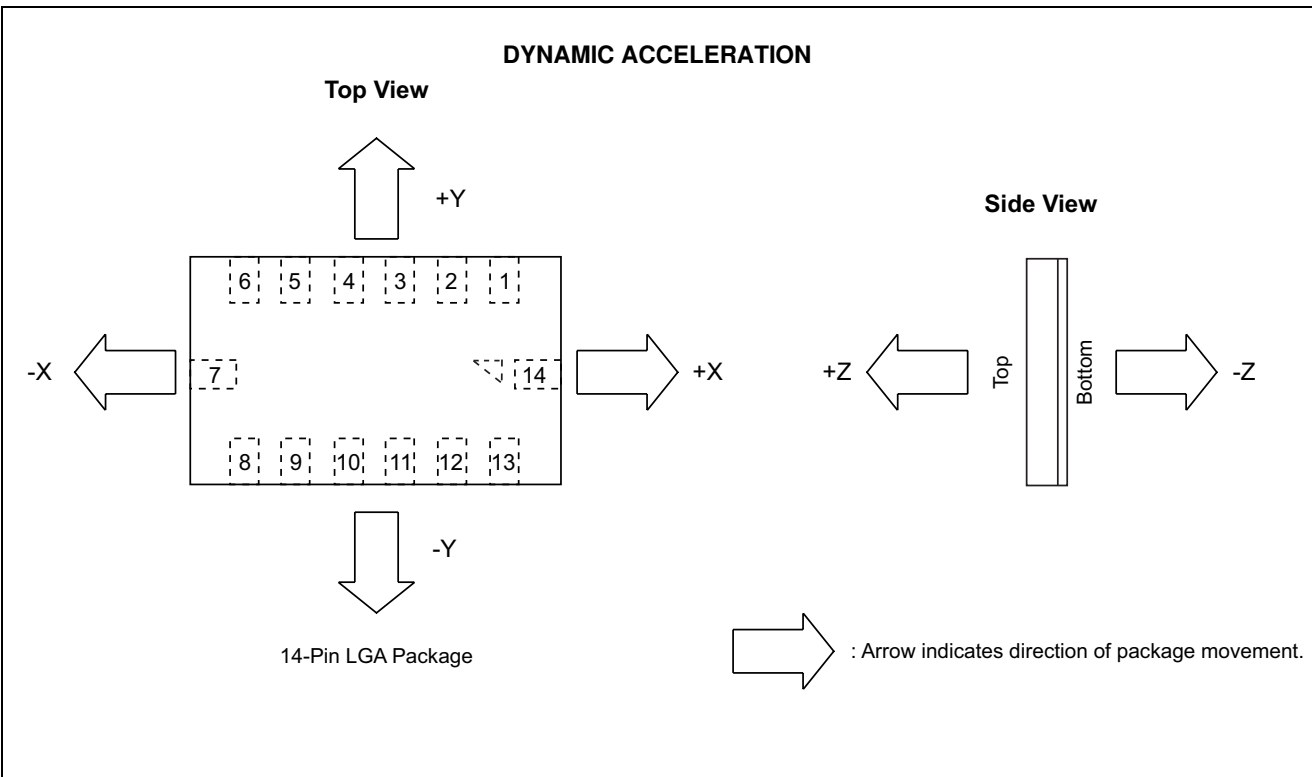 DYNAMIC ACCELERATION
Top View
+Y
6 5 4 3 2 1
-X
7
14
+X
8 9 10 11 12 13
-Y
14-Pin LGA Package
Side View
+Z
Top
Bottom
-Z
: Arrow indicates direction of package movement.